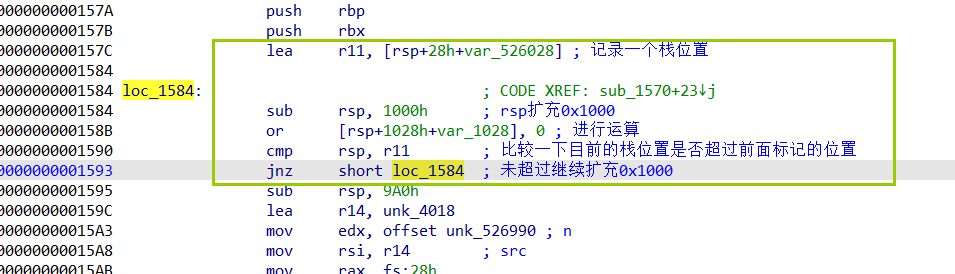 000000000157A push rbp
000000000157B push rbx
000000000157C lea r11, [rsp+28h+var_526028] ; 记录一个栈位置
0000000001584
0000000001584 loc_1584: ; CODE XREF: sub_1570+23↓j
0000000001584 sub rsp, 1000h ; rsp扩充0x1000
000000000158B or [rsp+1028h+var_1028], 0 ; 进行运算
0000000001590 cmp rsp, r11 ; 比较一下目前的栈位置是否超过前面标记的位置
0000000001593 jnz short loc_1584 ; 未超过继续扩充0x1000
0000000001595 sub rsp, 9A0h
000000000159C lea r14, unk_4018
00000000015A3 mov edx, offset unk_526990 ; n
00000000015A8 mov rsi, r14 ; src
00000000015AB mov rax, fs:28h